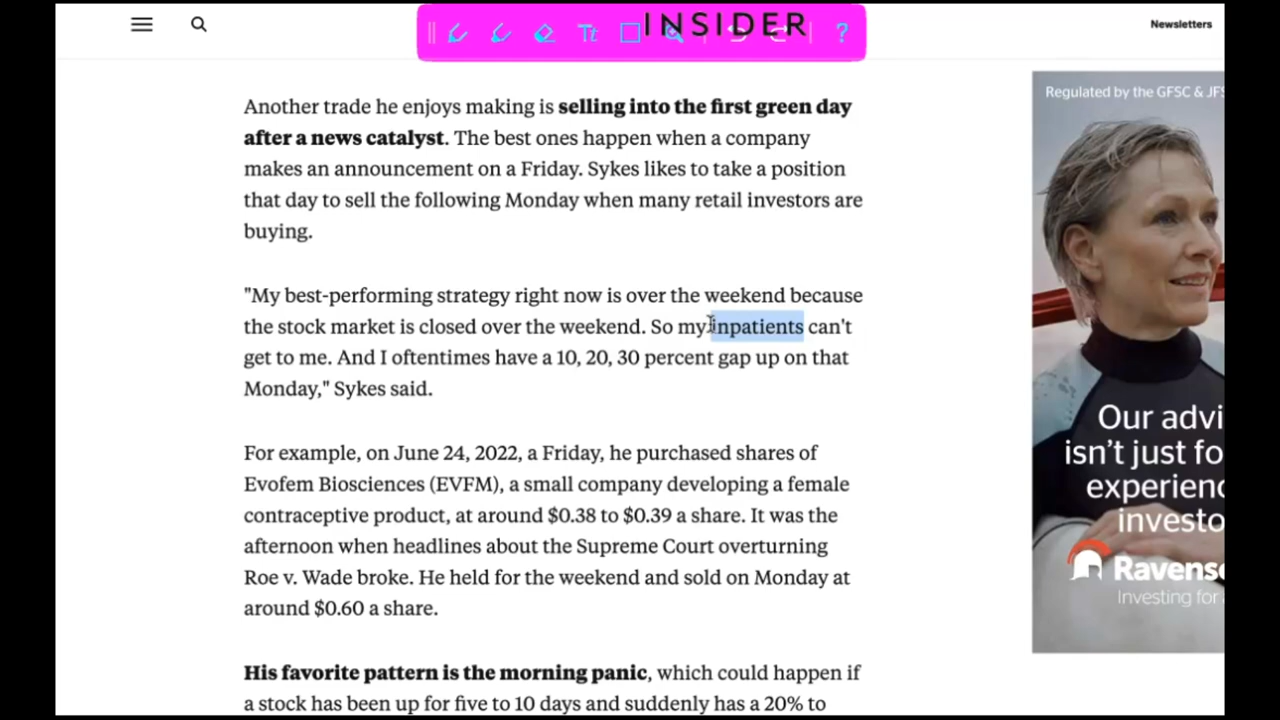 INSIDER
Newsletters
Tt
?
Another trade he enjoys making is selling into the first green day
after a news catalyst. The best ones happen when a company
makes an announcement on a Friday. Sykes likes to take a position
that day to sell the following Monday when many retail investors are
buying.
"My best-performing strategy right now is over the weekend because
the stock market is closed over the weekend. So my inpatients can't
get to me. And I oftentimes have a 10, 20, 30 percent gap up on that
Monday," Sykes said.
For example, on June 24, 2022, a Friday, he purchased shares of
Evofem Biosciences (EVFM), a small company developing a female
contraceptive product, at around $0.38 to $0.39 a share. It was the
afternoon when headlines about the Supreme Court overturning
Roe v. Wade broke. He held for the weekend and sold on Monday at
around $0.60 a share.
His favorite pattern is the morning panic, which could happen if
a stock has been up for five to 10 days and suddenly has a 20% to
Regulated by the GFSC & JFS
Our advi
isn't just fo
experienc
investo
Ravens
Investing for